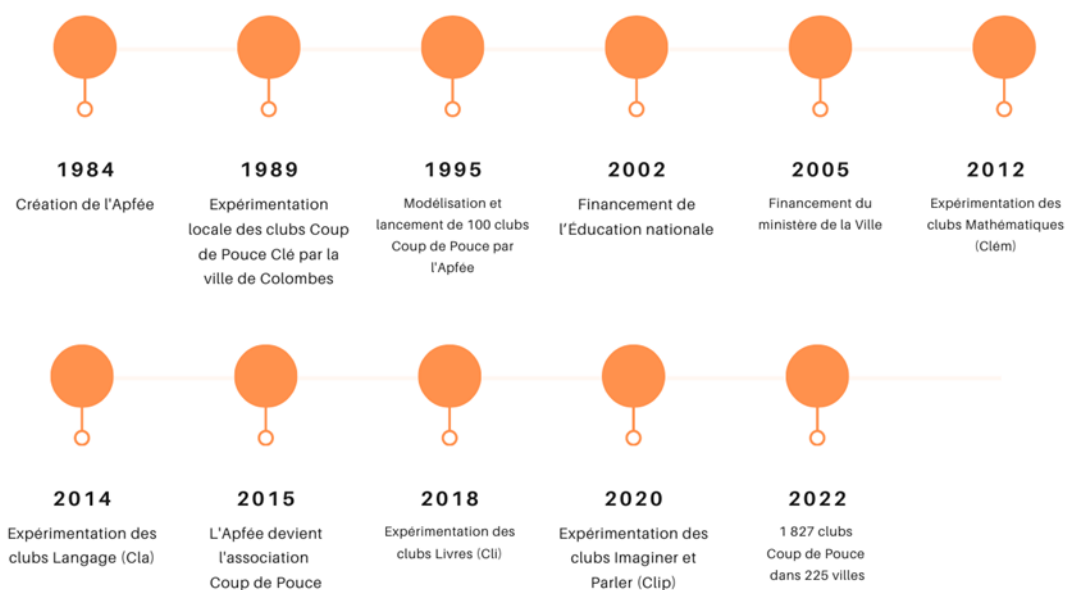 1984
Création de l'Apfée
1989
Expérimentation
locale des clubs Coup
de Pouce Clé par la
ville de Colombes
1995
Modélisation et
lancement de 100 clubs
Coup de Pouce par
l'Apfée
2002
Financement de
l’Éducation nationale
2005
Financement du
ministère de la Ville
2012
Expérimentation des
clubs Mathématiques
(Clém)
2014
Expérimentation des
clubs Langage (Cla)
2015
L'Apfée devient
l'association
Coup de Pouce
2018
Expérimentation des
clubs Livres (Cli)
2020
Expérimentation des
clubs Imaginer et
Parler (Clip)
2022
1 827 clubs
Coup de Pouce
dans 225 villes